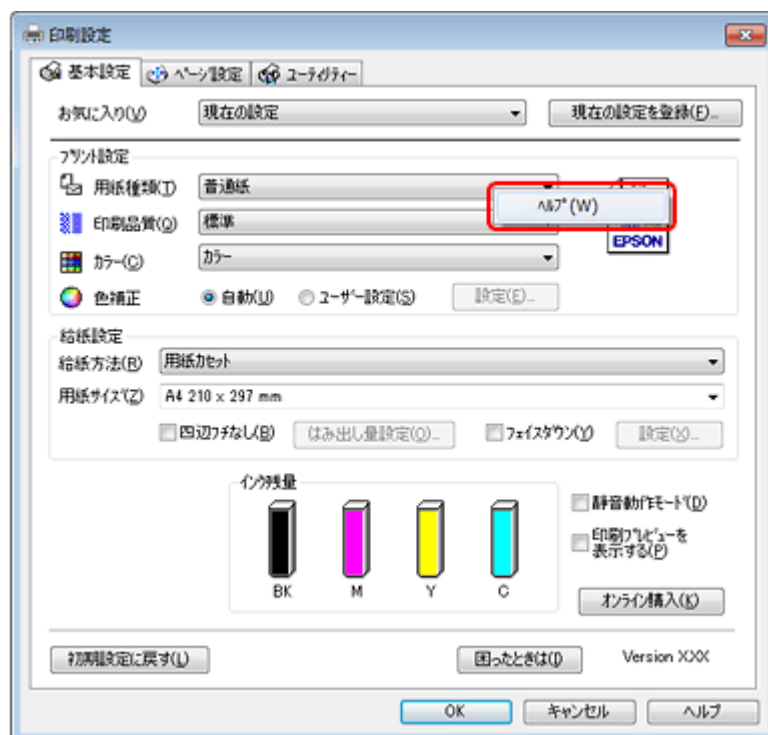 印刷設定
基本設定 ページ設定 ユーティリティー
お気に入り(V) 現在の設定 現在の設定を登録(F)...
プリント設定
用紙種類(T) 普通紙
ヘルプ(W)
印刷品質(Q) 標準
EPSON
カラー(C) カラー
色補正 自動(U) ユーザー設定(S) 設定(E)...
給紙設定
給紙方法(R) 用紙カセット
用紙サイズ(Z) A4 210 x 297 mm
四辺フチなし(B) はみ出し量設定(O)... フェイスダウン(Y) 設定(X)...
インク残量
静音動作モード(D)
印刷プレビューを
表示する(P)
BK M Y C
オンライン購入(K)
初期設定に戻す(L) 困ったときは(I) Version X.XX
OK キャンセル ヘルプ